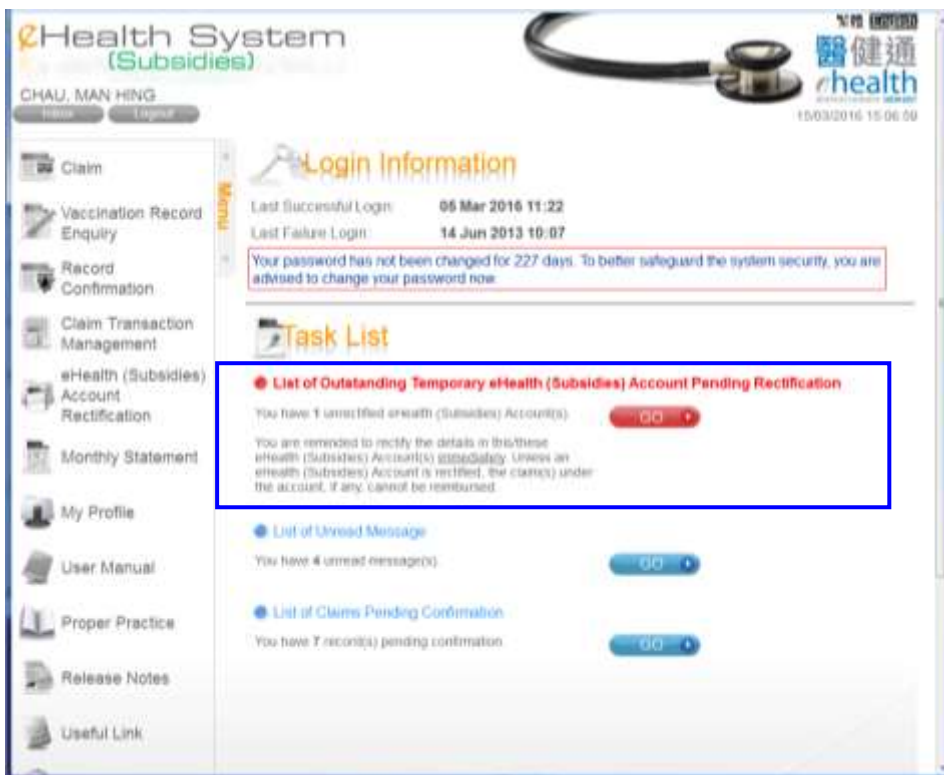 eHealth System
(Subsidies)
繁體 English
醫健通
ehealth
CHAU, MAN HING
Inbox Logout
15/03/2016 15:06:59
Claim
Vaccination Record
Enquiry
Record
Confirmation
Claim Transaction
Management
eHealth (Subsidies)
Account
Rectification
Monthly Statement
My Profile
User Manual
Proper Practice
Release Notes
Useful Link
Menu
Login Information
Last Successful Login: 05 Mar 2016 11:22
Last Failure Login: 14 Jun 2013 10:07
Your password has not been changed for 227 days. To better safeguard the system security, you are
advised to change your password now.
Task List
List of Outstanding Temporary eHealth (Subsidies) Account Pending Rectification
You have 1 unrectified eHealth (Subsidies) Account(s). GO
You are reminded to rectify the details in this/these
eHealth (Subsidies) Account(s) immediately. Unless an
eHealth (Subsidies) Account is rectified, the claim(s) under
the account, if any, cannot be reimbursed.
List of Unread Message
You have 4 unread message(s). GO
List of Claims Pending Confirmation
You have 7 record(s) pending confirmation. GO